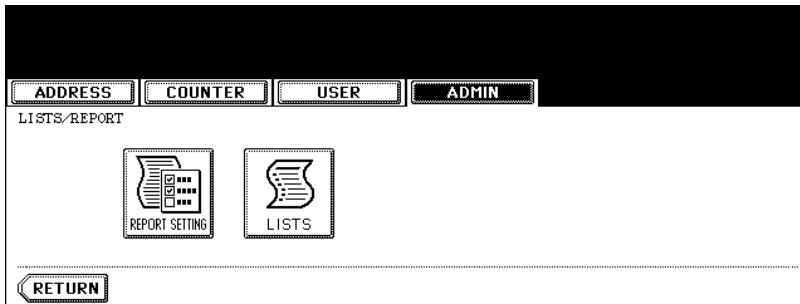 ADDRESS COUNTER USER ADMIN
LISTS/REPORT
REPORT SETTING LISTS
RETURN